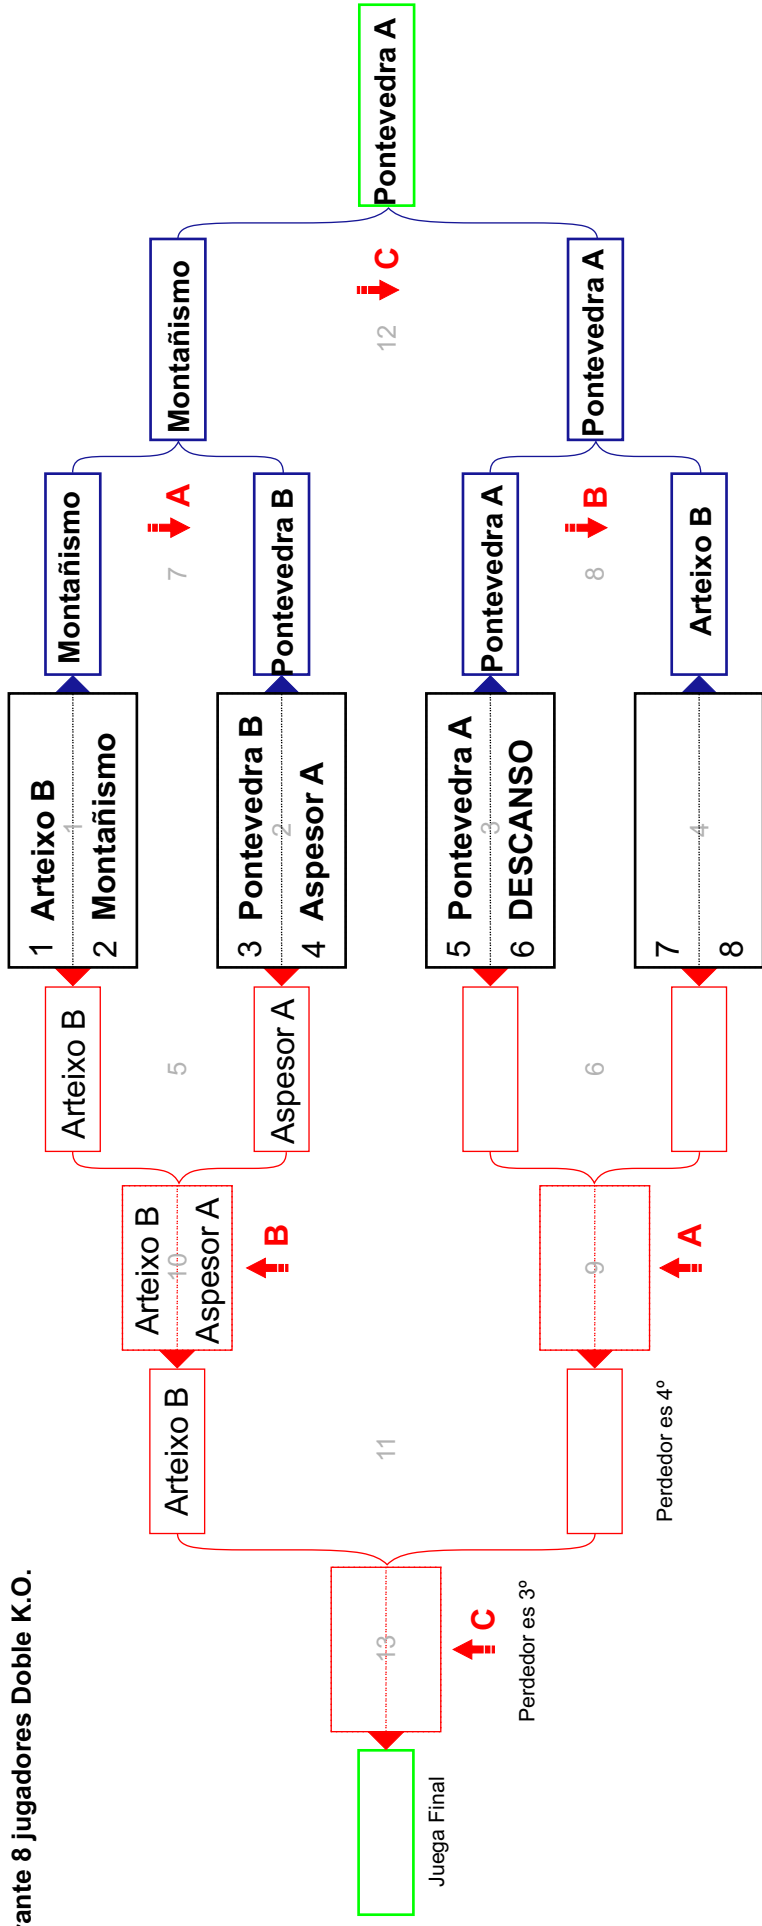 ante 8 jugadores Doble K.O.
Juega Final
13
C
Perdedor es 3º
Arteixo B
11
Perdedor es 4º
Arteixo B
10
Aspesor A
B
9
A
Arteixo B
5
Aspesor A
6
1 Arteixo B
1
2 Montañismo
3 Pontevedra B
2
4 Aspesor A
5 Pontevedra A
3
6 DESCANSO
7
4
8
Montañismo
7 A
Pontevedra B
Pontevedra A
8 B
Arteixo B
Montañismo
12 C
Pontevedra A
Pontevedra A